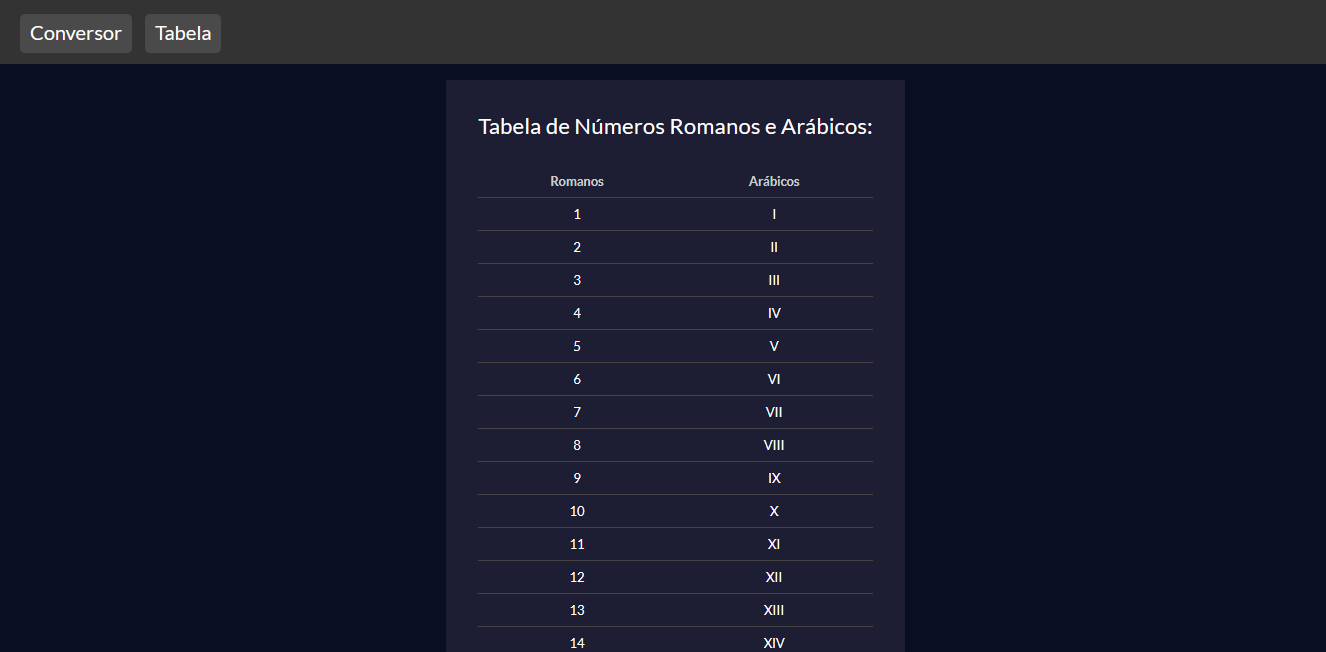 Conversor Tabela
Tabela de Números Romanos e Arábicos:
Romanos Arábicos
1 I
2 II
3 III
4 IV
5 V
6 VI
7 VII
8 VIII
9 IX
10 X
11 XI
12 XII
13 XIII
14 XIV